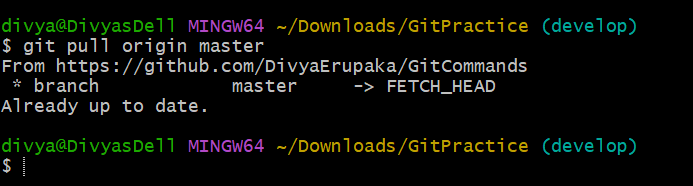 divya@DivyasDell MINGW64 ~/Downloads/GitPractice (develop)
$ git pull origin master
From https://github.com/DivyaErupaka/GitCommands
 * branch            master     -> FETCH_HEAD
Already up to date.

divya@DivyasDell MINGW64 ~/Downloads/GitPractice (develop)
$